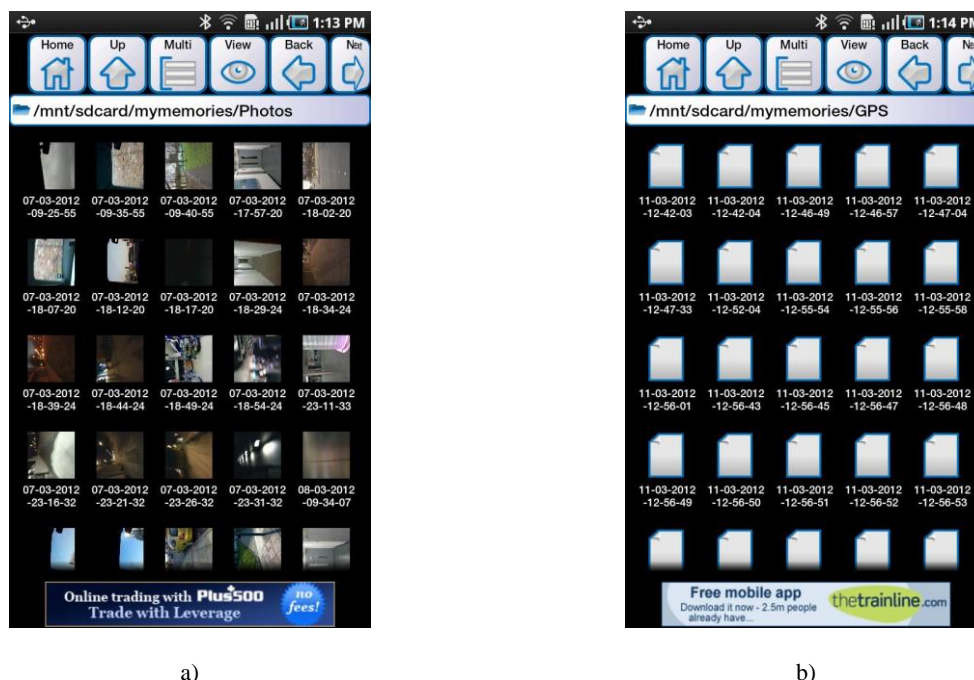 1:13 PM
Home Up Multi View Back
/mnt/sdcard/mymemories/Photos
07-03-2012 07-03-2012 07-03-2012 07-03-2012 07-03-2012
-09-25-55 -09-35-55 -09-40-55 -17-57-20 -18-02-20
07-03-2012 07-03-2012 07-03-2012 07-03-2012 07-03-2012
-18-07-20 -18-12-20 -18-17-20 -18-29-24 -18-34-24
07-03-2012 07-03-2012 07-03-2012 07-03-2012 07-03-2012
-18-39-24 -18-44-24 -18-49-24 -18-54-24 -23-11-33
07-03-2012 07-03-2012 07-03-2012 07-03-2012 08-03-2012
-23-16-32 -23-21-32 -23-26-32 -23-31-32 -09-34-07
Online trading with Plus500
Trade with Leverage
no
fees!
a)
1:14 PM
Home Up Multi View Back
/mnt/sdcard/mymemories/GPS
11-03-2012 11-03-2012 11-03-2012 11-03-2012 11-03-2012
-12-42-03 -12-42-04 -12-46-49 -12-46-57 -12-47-04
11-03-2012 11-03-2012 11-03-2012 11-03-2012 11-03-2012
-12-47-33 -12-52-04 -12-55-54 -12-55-56 -12-55-58
11-03-2012 11-03-2012 11-03-2012 11-03-2012 11-03-2012
-12-56-01 -12-56-43 -12-56-45 -12-56-47 -12-56-48
11-03-2012 11-03-2012 11-03-2012 11-03-2012 11-03-2012
-12-56-49 -12-56-50 -12-56-51 -12-56-52 -12-56-53
Free mobile app
Download it now - 2.5m people
already have...
thetrainline.com
b)